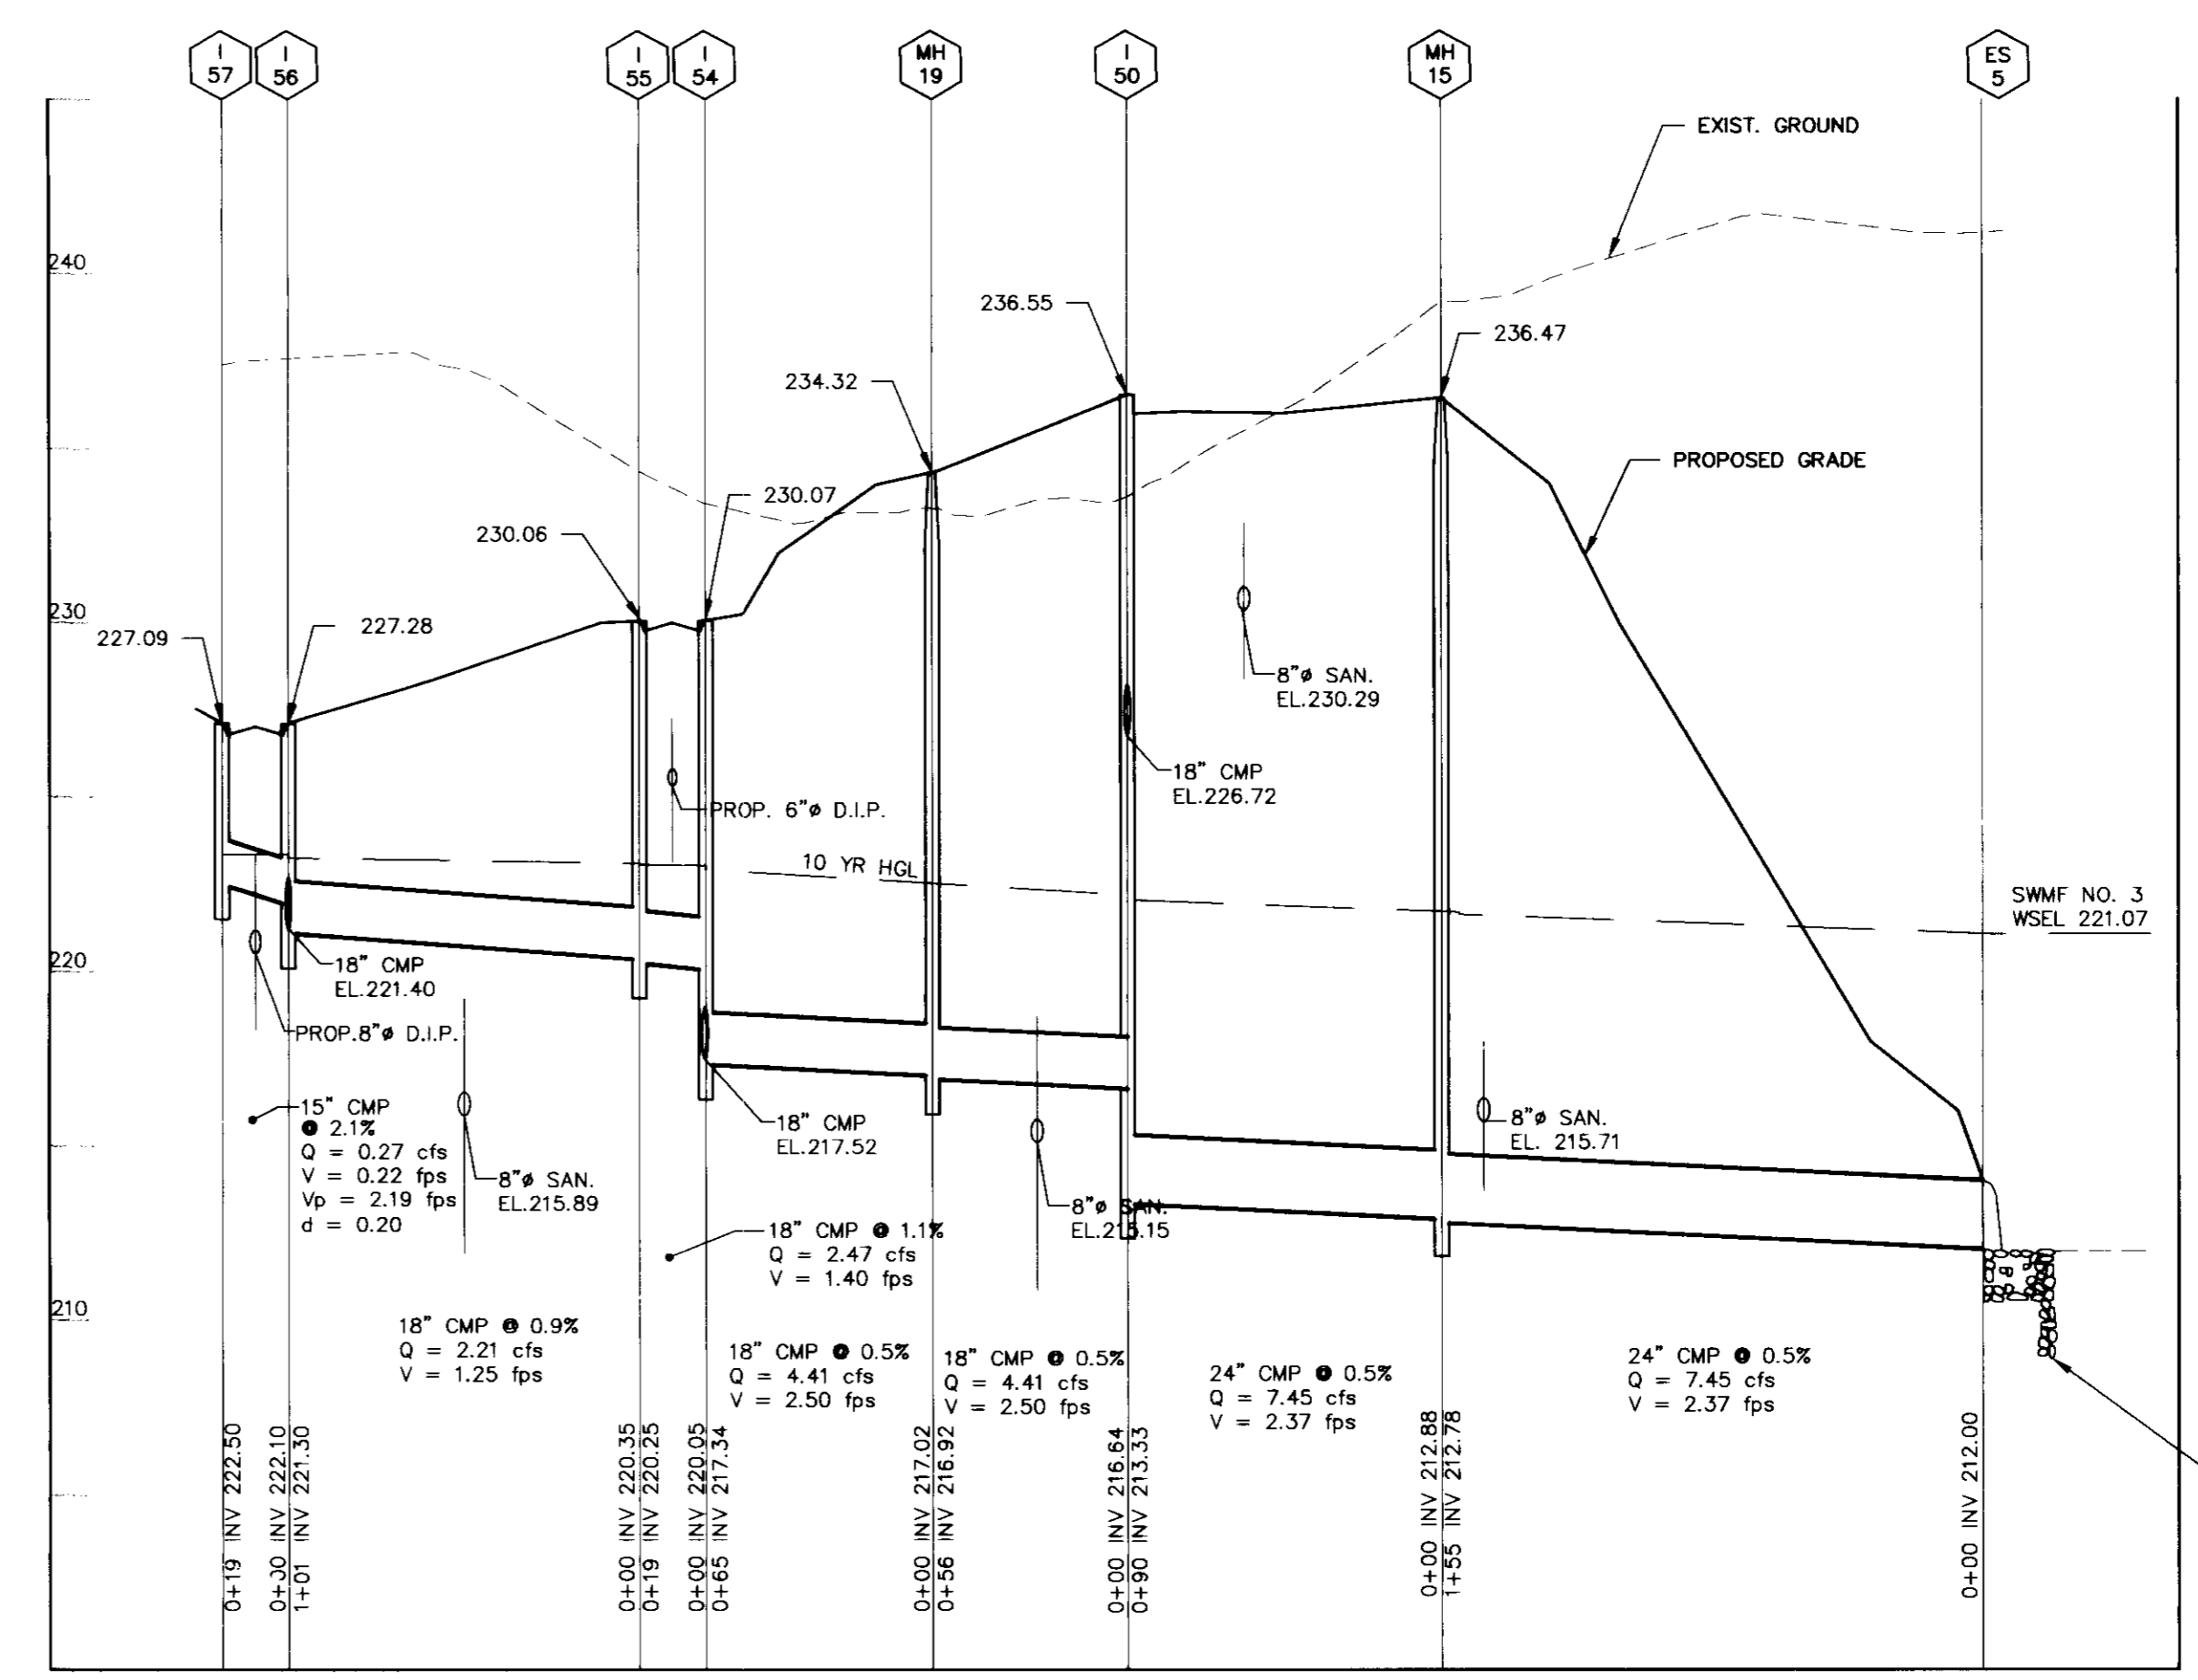 I
57
I
56
I
55
I
54
MH
19
I
50
MH
15
ES
5
EXIST. GROUND
240
236.55
236.47
234.32
PROPOSED GRADE
230.07
230.06
230
227.09
227.28
8"ø SAN.
EL.230.29
18" CMP
EL.226.72
PROP. 6"ø D.I.P.
10 YR HGL
SWMF NO. 3
WSEL 221.07
220
18" CMP
EL.221.40
PROP.8"ø D.I.P.
15" CMP
@ 2.1%
Q = 0.27 cfs
V = 0.22 fps
Vp = 2.19 fps
d = 0.20
8"ø SAN.
EL.215.89
18" CMP
EL.217.52
8"ø SAN.
EL. 215.71
8"ø SAN.
EL.215.15
18" CMP @ 1.1%
Q = 2.47 cfs
V = 1.40 fps
210
18" CMP @ 0.9%
Q = 2.21 cfs
V = 1.25 fps
18" CMP @ 0.5%
Q = 4.41 cfs
V = 2.50 fps
18" CMP @ 0.5%
Q = 4.41 cfs
V = 2.50 fps
24" CMP @ 0.5%
Q = 7.45 cfs
V = 2.37 fps
24" CMP @ 0.5%
Q = 7.45 cfs
V = 2.37 fps
0+19 INV 222.50
0+00 INV 222.10
1+01 INV 221.30
0+00 INV 220.35
0+19 INV 220.25
0+00 INV 220.05
0+65 INV 217.34
0+00 INV 217.02
0+56 INV 216.92
0+00 INV 216.64
0+90 INV 213.33
0+00 INV 212.88
1+55 INV 212.78
0+00 INV 212.00